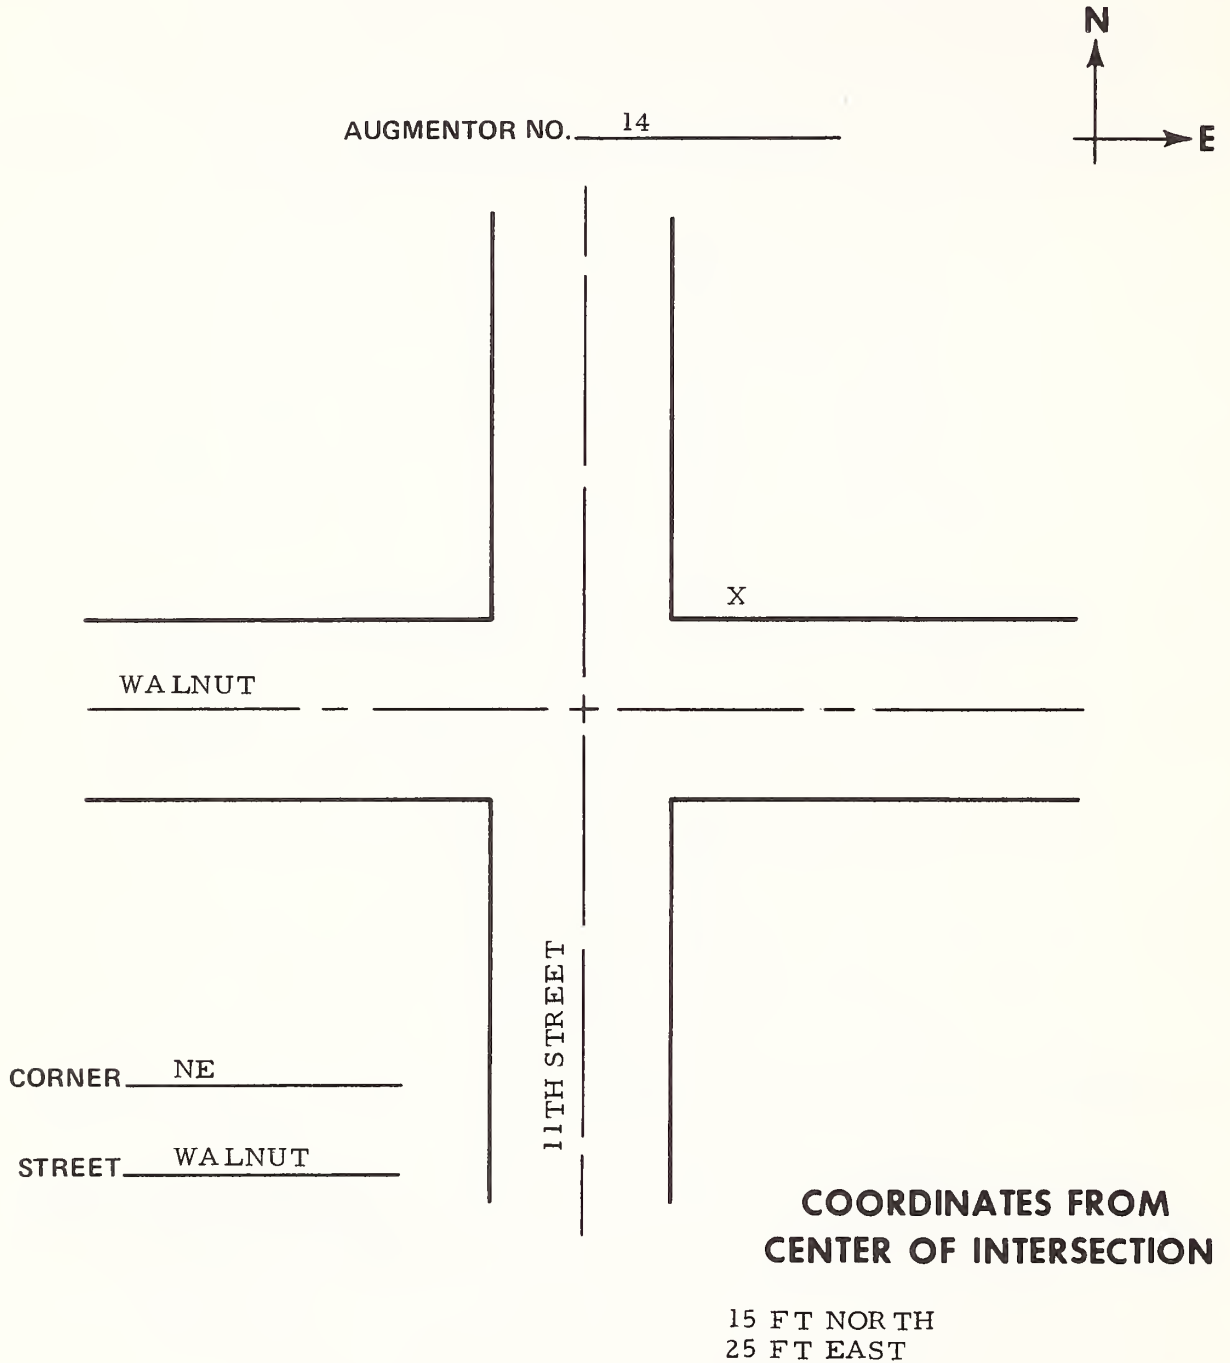 N
E
AUGMENTOR NO. 14
X
WALNUT
11TH STREET
CORNER NE
STREET WALNUT
COORDINATES FROM
CENTER OF INTERSECTION
15 FT NORTH
25 FT EAST